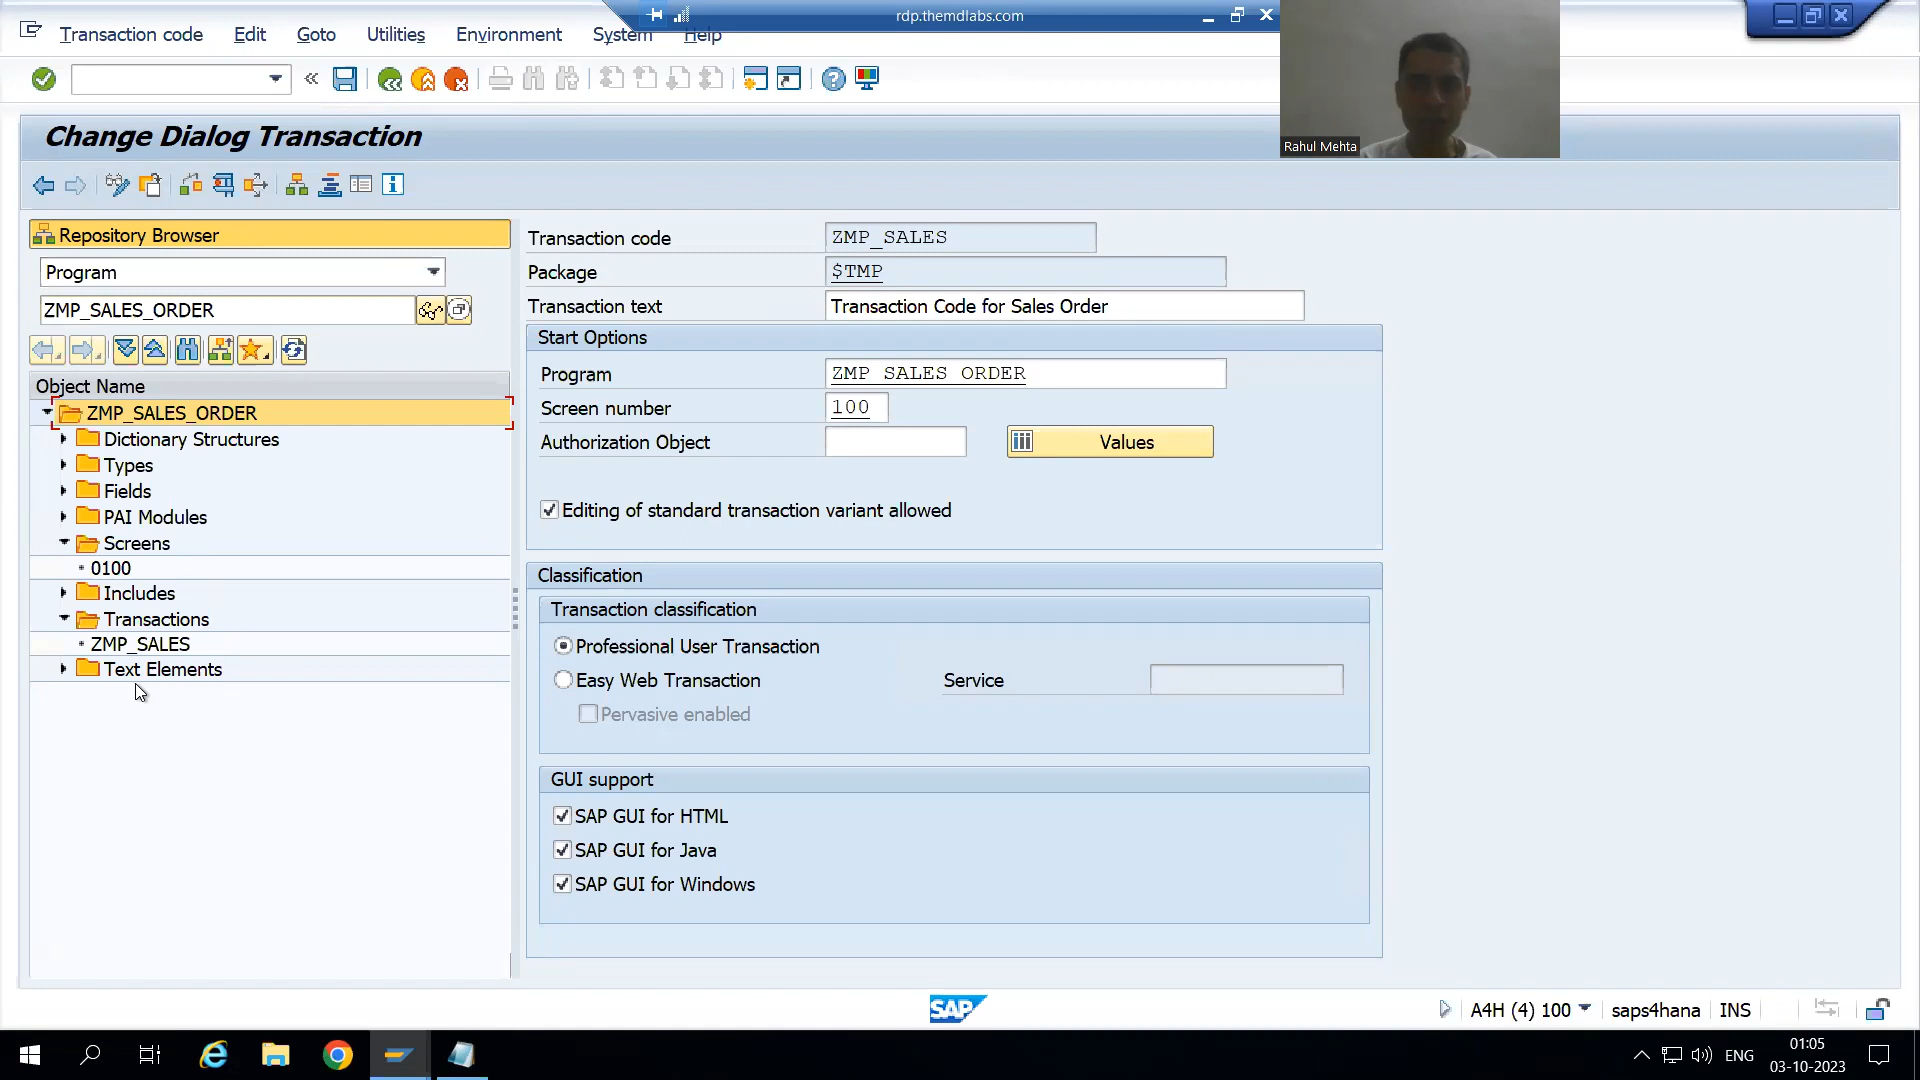 rdp.themdlabs.com
Transaction code Edit Goto Utilities Environment System Help
Rahul Mehta
Change Dialog Transaction
Repository Browser
Program
ZMP_SALES_ORDER
Object Name
ZMP_SALES_ORDER
Dictionary Structures
Types
Fields
PAI Modules
Screens
0100
Includes
Transactions
ZMP_SALES
Text Elements
Transaction code ZMP_SALES
Package $TMP
Transaction text Transaction Code for Sales Order
Start Options
Program ZMP_SALES_ORDER
Screen number 100
Authorization Object Values
Editing of standard transaction variant allowed
Classification
Transaction classification
Professional User Transaction
Easy Web Transaction Service
Pervasive enabled
GUI support
SAP GUI for HTML
SAP GUI for Java
SAP GUI for Windows
SAP
A4H (4) 100 saps4hana INS
ENG
01:05
03-10-2023